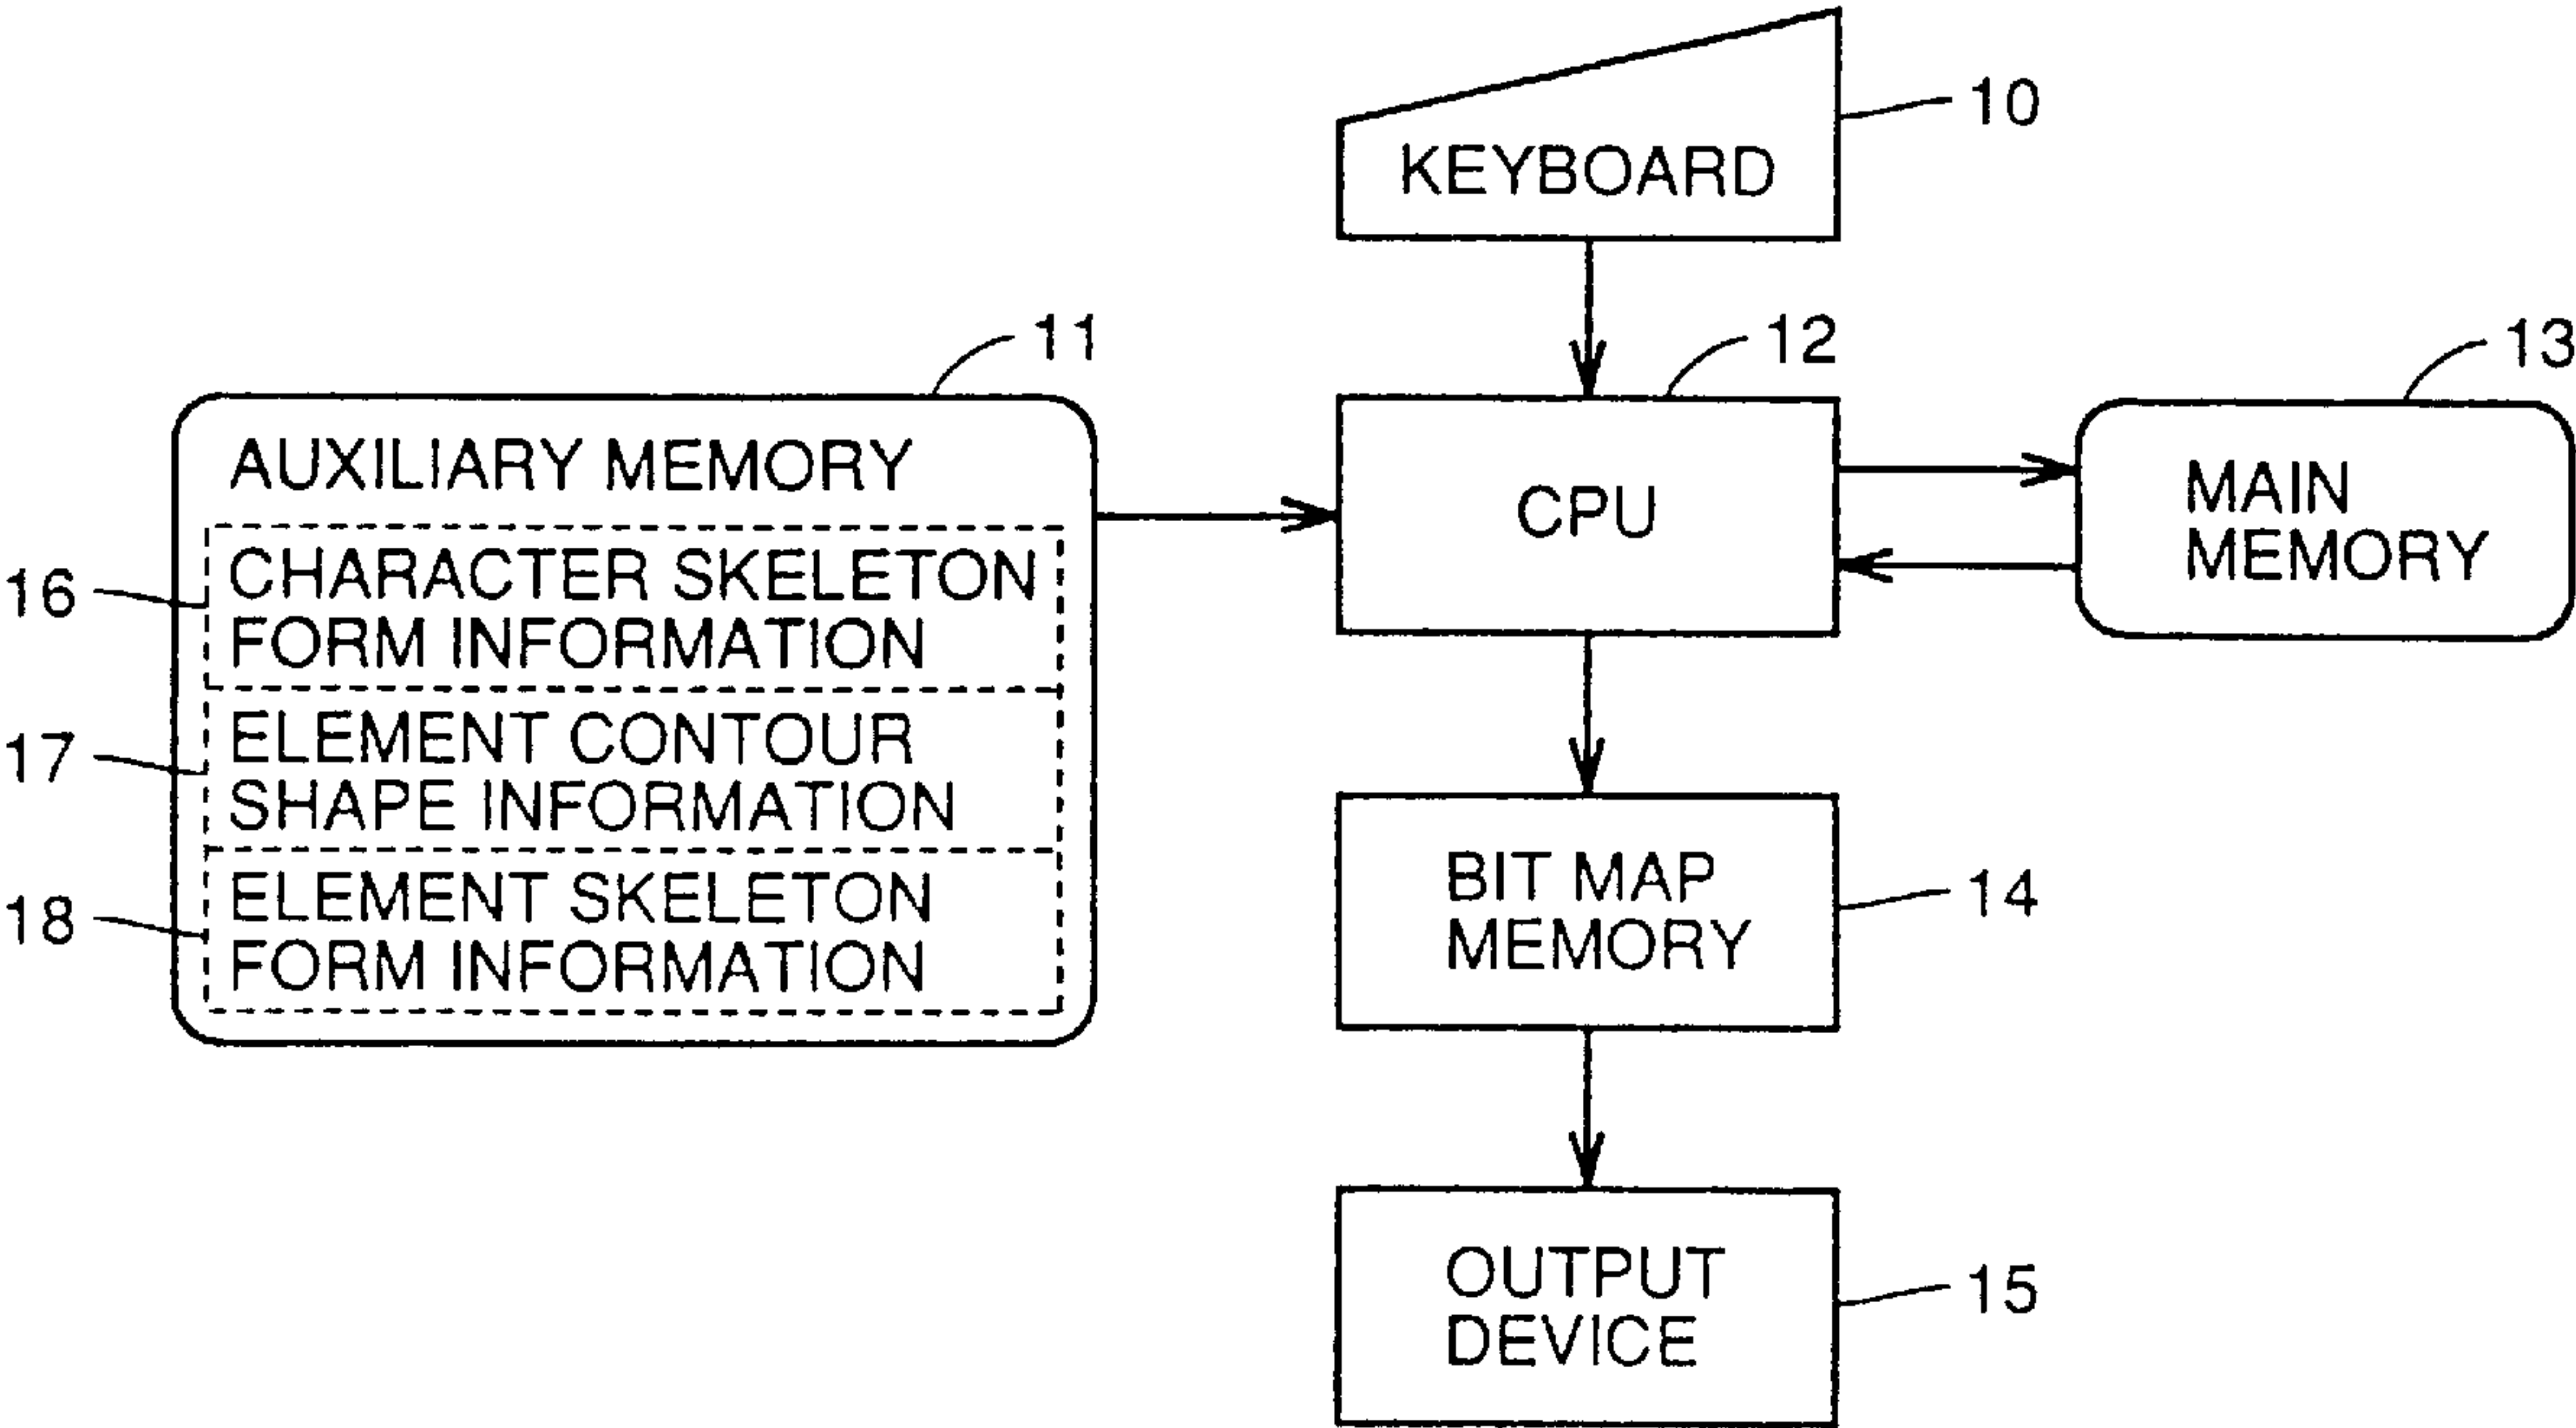 10
KEYBOARD
11
12
13
AUXILIARY MEMORY
16
CHARACTER SKELETON
FORM INFORMATION
17
ELEMENT CONTOUR
SHAPE INFORMATION
18
ELEMENT SKELETON
FORM INFORMATION
CPU
MAIN
MEMORY
BIT MAP
MEMORY
14
OUTPUT
DEVICE
15